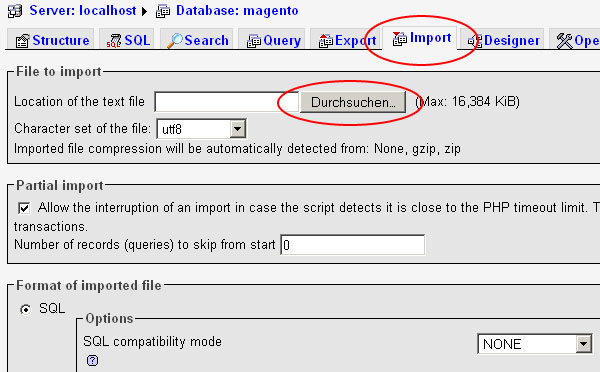 Server: localhost Database: magento
Structure SQL Search Query Export Import Designer Ope
File to import
Location of the text file Durchsuchen... (Max: 16,384 KiB)
Character set of the file: utf8
Imported file compression will be automatically detected from: None, gzip, zip
Partial import
Allow the interruption of an import in case the script detects it is close to the PHP timeout limit. T
transactions.
Number of records (queries) to skip from start 0
Format of imported file
SQL
Options
SQL compatibility mode NONE
?